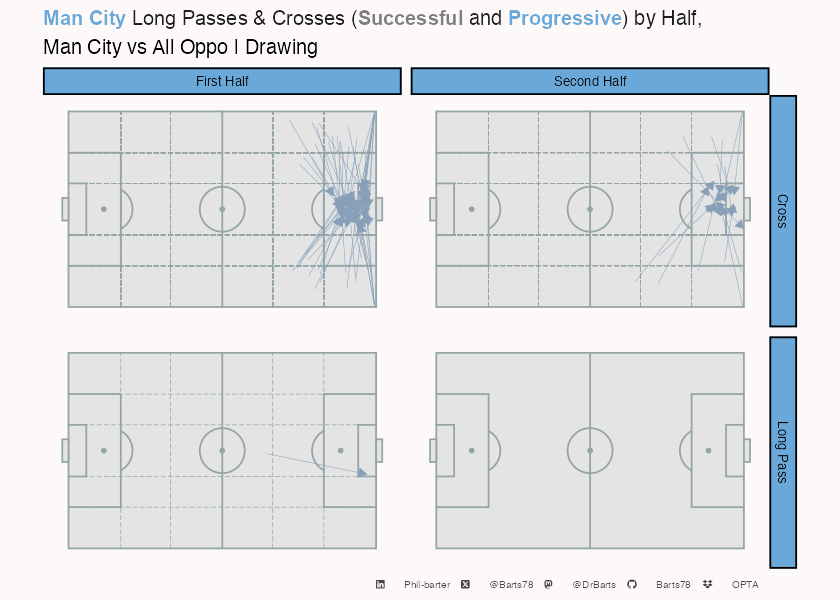 Man City Long Passes & Crosses (Successful and Progressive) by Half,
Man City vs All Oppo I Drawing
First Half
Second Half
Cross
Long Pass
Phil-barter @Barts78 @DrBarts Barts78 OPTA